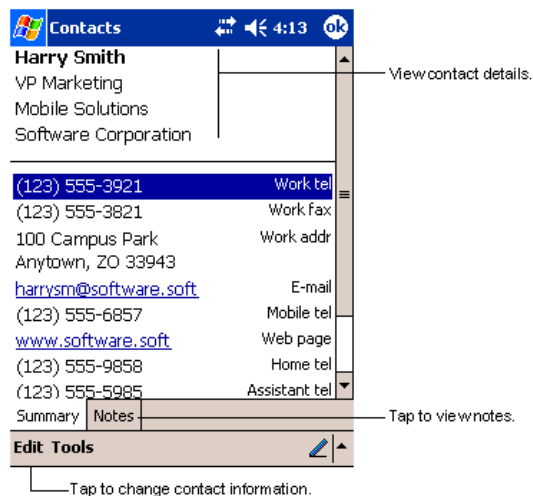 Contacts 4:13 ok
Harry Smith
VP Marketing
Mobile Solutions
Software Corporation
View contact details.
(123) 555-3921 Work tel
(123) 555-3821 Work fax
100 Campus Park Work addr
Anytown, ZO 33943
harrysm@software.soft E-mail
(123) 555-6857 Mobile tel
www.software.soft Web page
(123) 555-9858 Home tel
(123) 555-5985 Assistant tel
Summary Notes
Tap to view notes.
Edit Tools
Tap to change contact information.